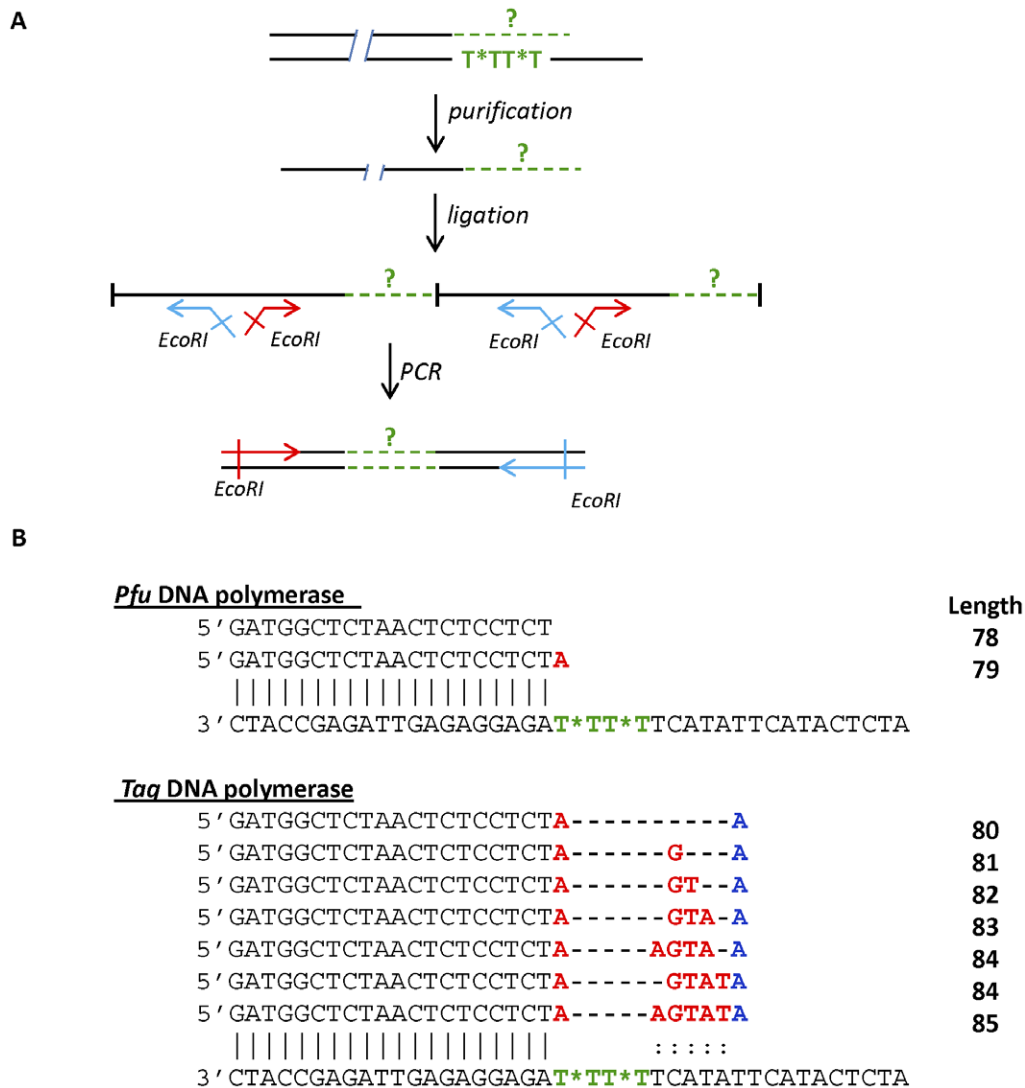 A
?
T*TT*T
purification
?
ligation
? ?
EcoRI EcoRI EcoRI EcoRI
PCR
?
EcoRI EcoRI
B
Pfu DNA polymerase
Length
5'GATGGCTCTAACTCTCCTCT 78
5'GATGGCTCTAACTCTCCTCTA 79
3'CTACCGAGATTGAGAGGAGAT*TT*TTCATATTCATACTCTA
Taq DNA polymerase
5'GATGGCTCTAACTCTCCTCTA----------A 80
5'GATGGCTCTAACTCTCCTCTA------G---A 81
5'GATGGCTCTAACTCTCCTCTA------GT--A 82
5'GATGGCTCTAACTCTCCTCTA------GTA-A 83
5'GATGGCTCTAACTCTCCTCTA-----AGTA-A 84
5'GATGGCTCTAACTCTCCTCTA------GTATA 84
5'GATGGCTCTAACTCTCCTCTA-----AGTATA 85
3'CTACCGAGATTGAGAGGAGAT*TT*TTCATATTCATACTCTA